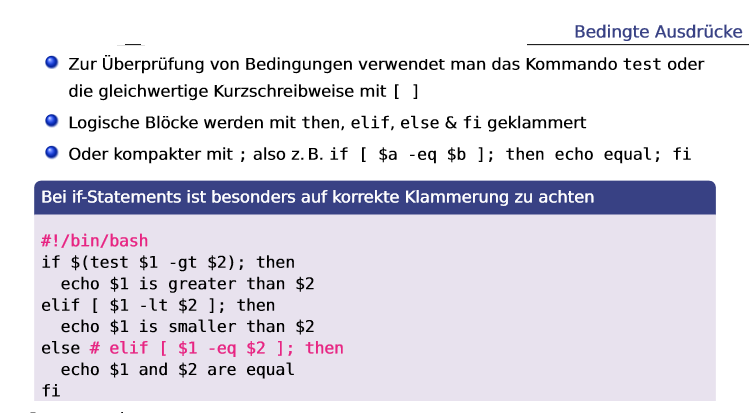 Bedingte Ausdrücke
Zur Überprüfung von Bedingungen verwendet man das Kommando test oder
die gleichwertige Kurzschreibweise mit [ ]
Logische Blöcke werden mit then, elif, else & fi geklammert
Oder kompakter mit ; also z. B. if [ $a -eq $b ]; then echo equal; fi
Bei if-Statements ist besonders auf korrekte Klammerung zu achten
#!/bin/bash
if $(test $1 -gt $2); then
  echo $1 is greater than $2
elif [ $1 -lt $2 ]; then
  echo $1 is smaller than $2
else # elif [ $1 -eq $2 ]; then
  echo $1 and $2 are equal
fi